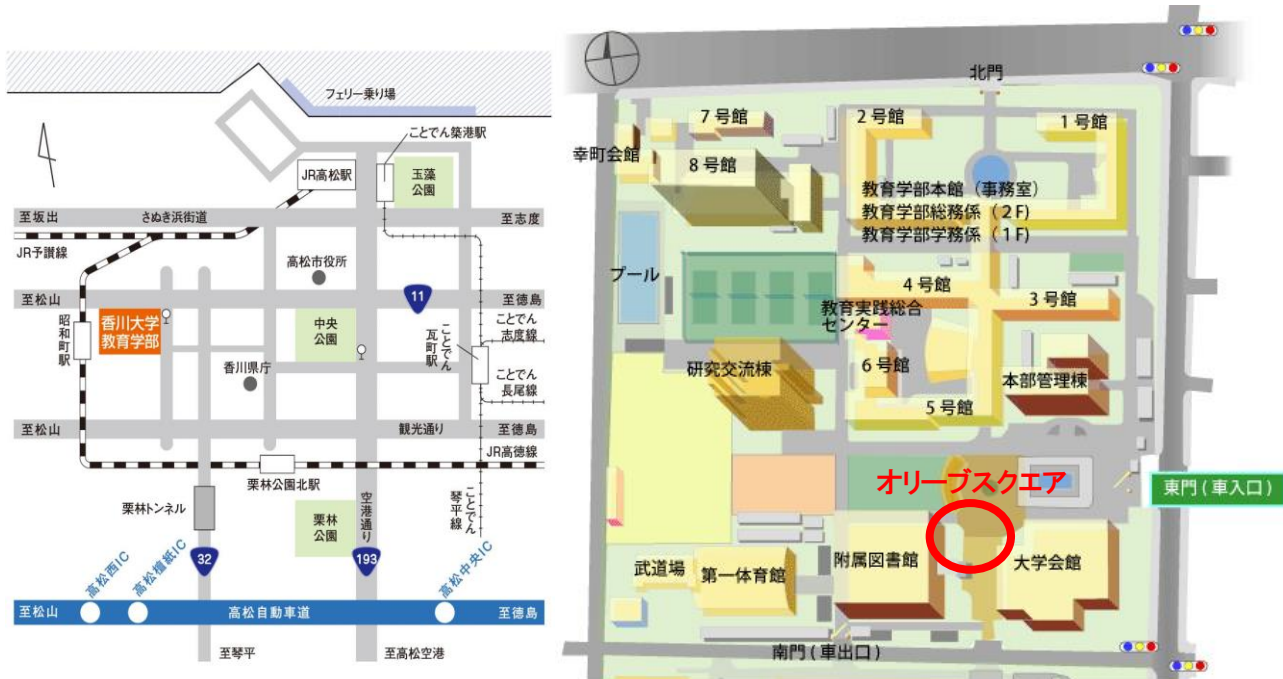 フェリー乗り場
ことでん築港駅
JR高松駅
玉藻
公園
至坂出
さぬき浜街道
至志度
JR予讃線
高松市役所
至松山
11
至徳島
香川大学
教育学部
昭和町駅
中央
公園
ことでん
瓦町駅
ことでん
志度線
香川県庁
ことでん
長尾線
至松山
観光通り
至徳島
JR高徳線
栗林公園北駅
栗林トンネル
栗林
公園
空港通り
ことでん
琴平線
高松西IC
高松檀紙IC
32
193
高松中央IC
至松山
高松自動車道
至徳島
至琴平
至高松空港
北門
7号館
2号館
1号館
幸町会館
8号館
教育学部本館（事務室）
教育学部総務係（2F)
教育学部学務係（1F)
プール
4号館
3号館
教育実践総合
センター
研究交流棟
6号館
本部管理棟
5号館
オリーブスクエア
東門(車入口)
武道場
第一体育館
附属図書館
大学会館
南門(車出口)